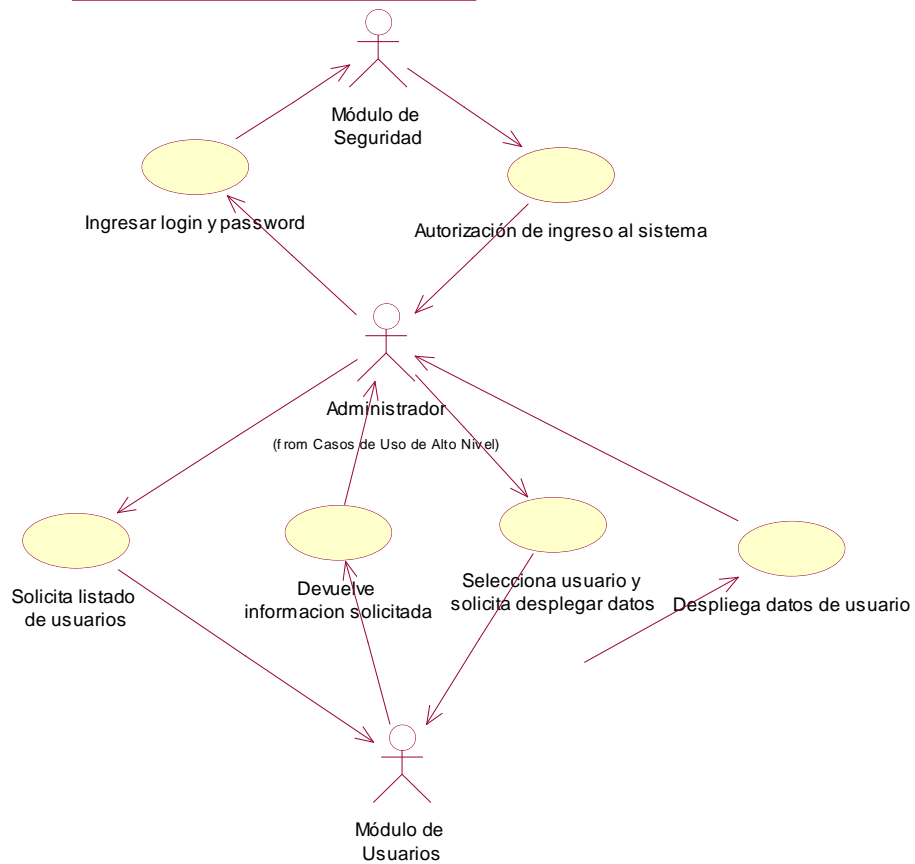 Módulo de
Seguridad
Ingresar login y password
Autorización de ingreso al sistema
Administrador
(from Casos de Uso de Alto Nivel)
Solicita listado
de usuarios
Devuelve
informacion solicitada
Selecciona usuario y
solicita desplegar datos
Despliega datos de usuario
Módulo de
Usuarios